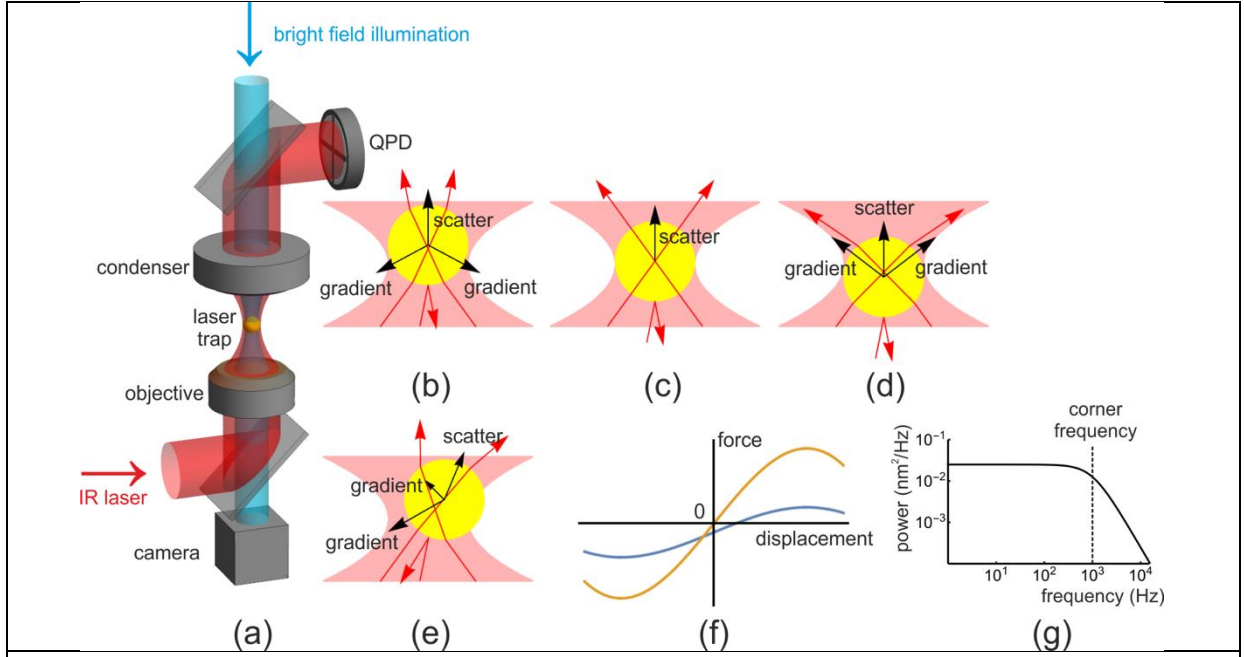 bright field illumination
QPD
condenser
laser
trap
objective
IR laser
camera
(a)
scatter
gradient
gradient
(b)
scatter
(c)
scatter
gradient
gradient
(d)
scatter
gradient
gradient
(e)
force
0
displacement
(f)
corner
frequency
power (nm²/Hz)
10⁻¹
10⁻²
10⁻³
10¹
10²
10³
10⁴
frequency (Hz)
(g)